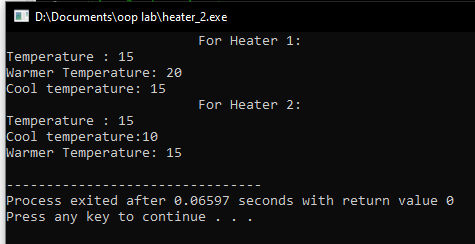 D:\Documents\oop lab\heater_2.exe
For Heater 1:
Temperature : 15
Warmer Temperature: 20
Cool temperature: 15
For Heater 2:
Temperature : 15
Cool temperature:10
Warmer Temperature: 15
--------------------------------
Process exited after 0.06597 seconds with return value 0
Press any key to continue . . .